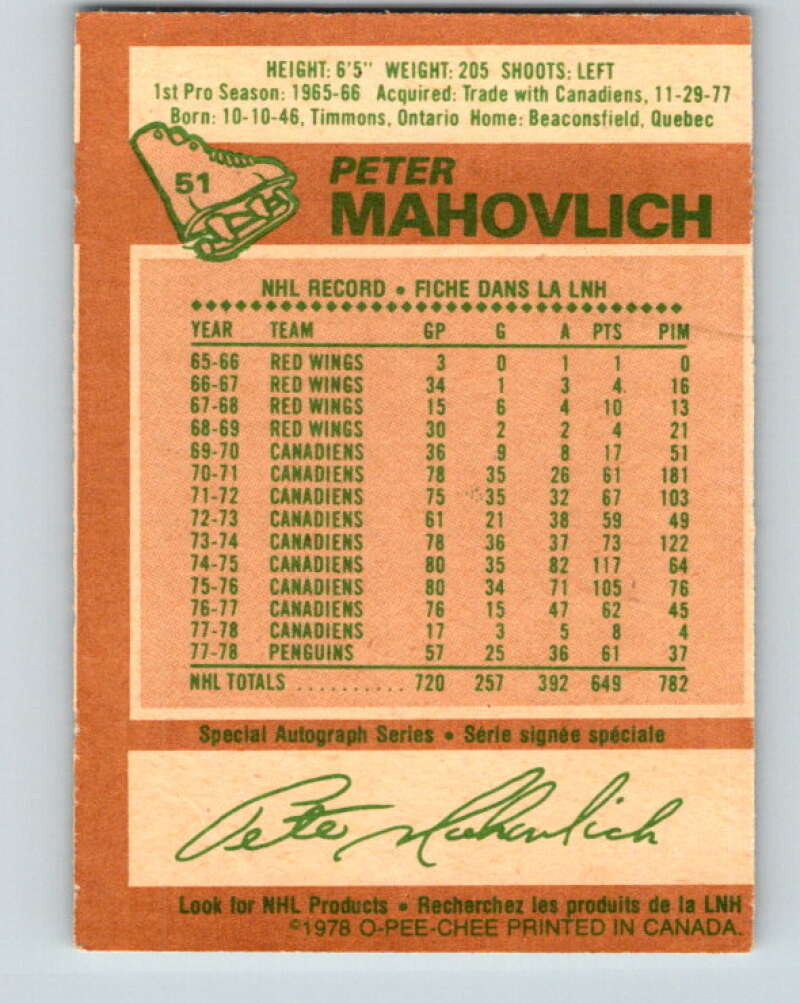 HEIGHT: 6'5" WEIGHT: 205 SHOOTS: LEFT
1st Pro Season: 1965-66 Acquired: Trade with Canadiens, 11-29-77
Born: 10-10-46, Timmons, Ontario Home: Beaconsfield, Quebec
51
PETER
MAHOVLICH
NHL RECORD • FICHE DANS LA LNH
YEAR TEAM GP G A PTS PIM
65-66 RED WINGS 3 0 1 1 0
66-67 RED WINGS 34 1 3 4 16
67-68 RED WINGS 15 6 4 10 13
68-69 RED WINGS 30 2 2 4 21
69-70 CANADIENS 36 9 8 17 51
70-71 CANADIENS 78 35 26 61 181
71-72 CANADIENS 75 35 32 67 103
72-73 CANADIENS 61 21 38 59 49
73-74 CANADIENS 78 36 37 73 122
74-75 CANADIENS 80 35 82 117 64
75-76 CANADIENS 80 34 71 105 76
76-77 CANADIENS 76 15 47 62 45
77-78 CANADIENS 17 3 5 8 4
77-78 PENGUINS 57 25 36 61 37
NHL TOTALS .......... 720 257 392 649 782
Special Autograph Series • Série signée spéciale
Pete Mahovlich
Look for NHL Products • Recherchez les produits de la LNH
©1978 O-PEE-CHEE PRINTED IN CANADA.